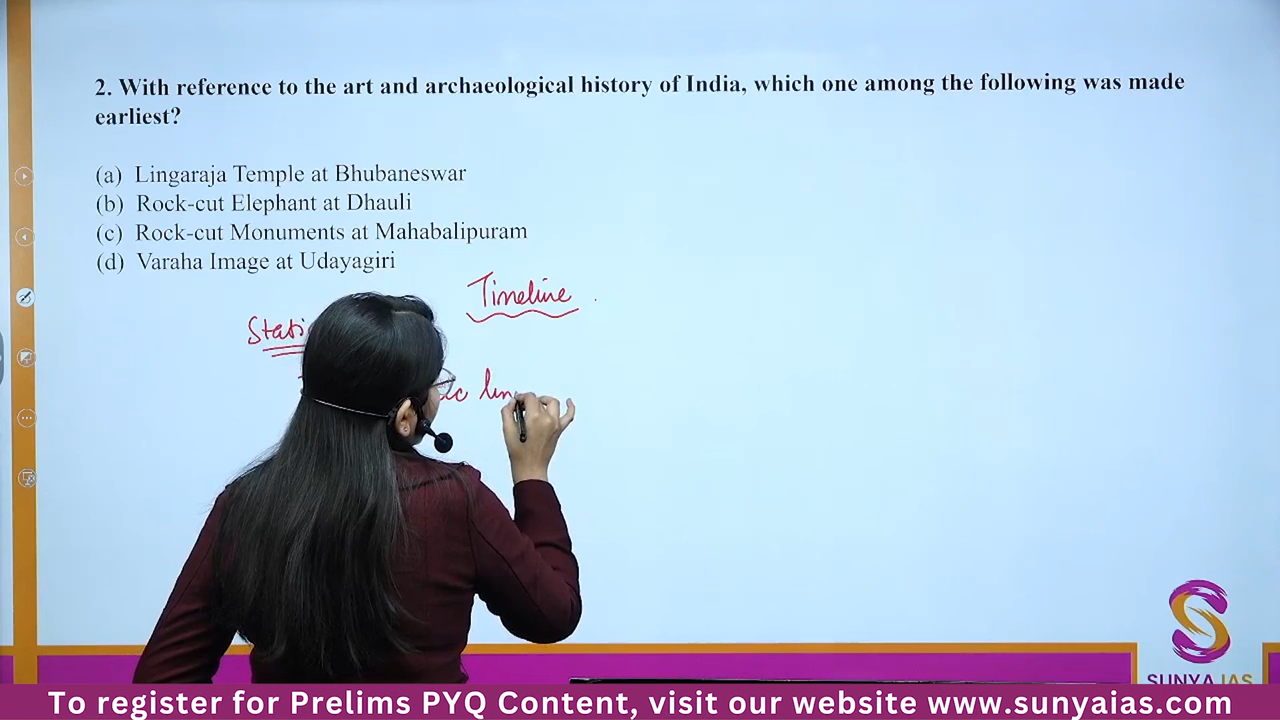 2. With reference to the art and archaeological history of India, which one among the following was made
earliest?
(a) Lingaraja Temple at Bhubaneswar
(b) Rock-cut Elephant at Dhauli
(c) Rock-cut Monuments at Mahabalipuram
(d) Varaha Image at Udayagiri
Timeline
SUNYA IAS
To register for Prelims PYQ Content, visit our website www.sunyaias.com